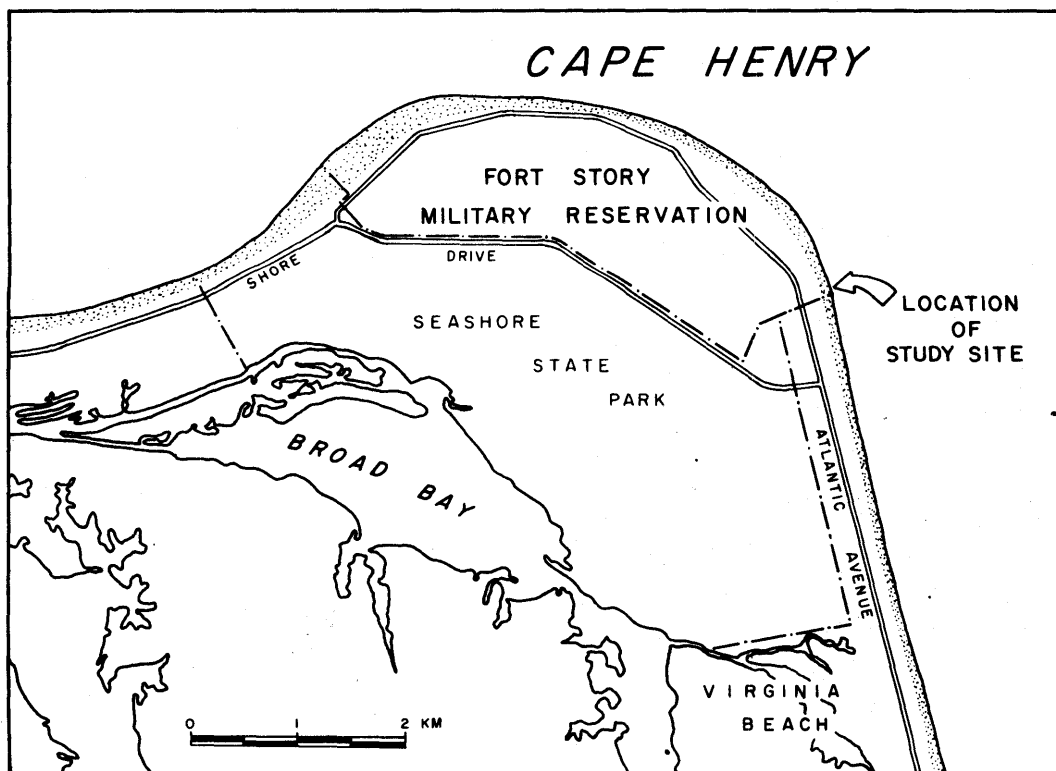 CAPE HENRY
FORT STORY
MILITARY RESERVATION
SHORE
DRIVE
LOCATION
OF
STUDY SITE
SEASHORE
STATE
PARK
BROAD
BAY
ATLANTIC
AVENUE
VIRGINIA
BEACH
0 1 2 KM